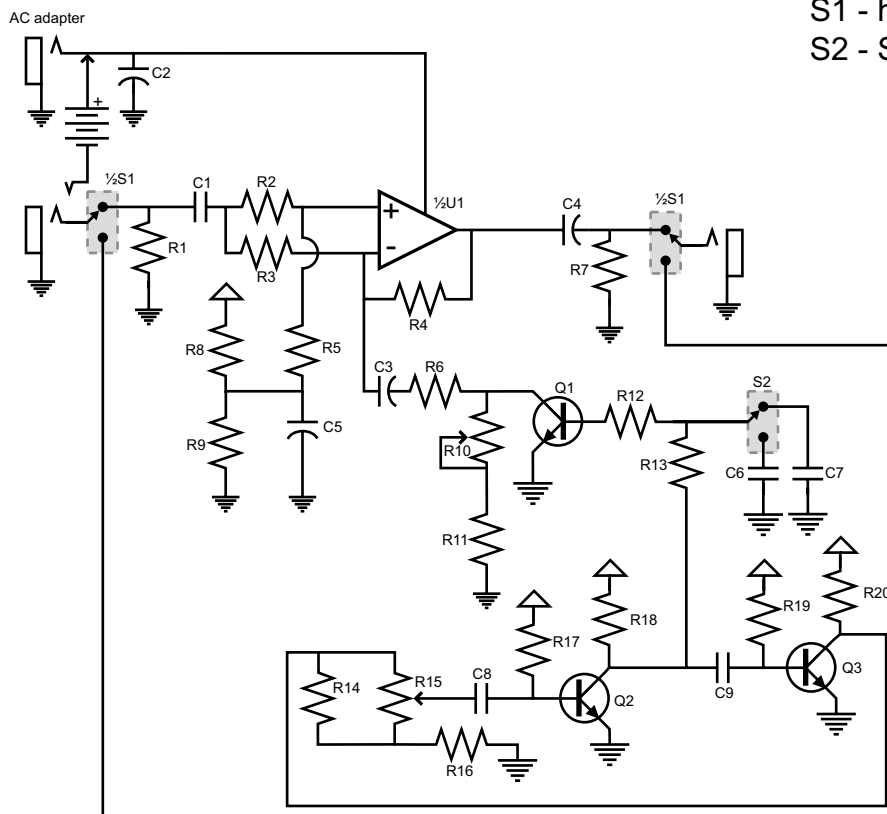 AC adapter
S1 -
S2 -
C2
+
½S1
C1
R2
½U1
C4
½S1
+
-
R1
R3
R7
R4
R8
R5
C3
R6
Q1
S2
R12
C5
R9
R10
R13
C6
C7
R11
R19
R20
R17
R18
R14
R15
C8
Q3
C9
Q2
R16